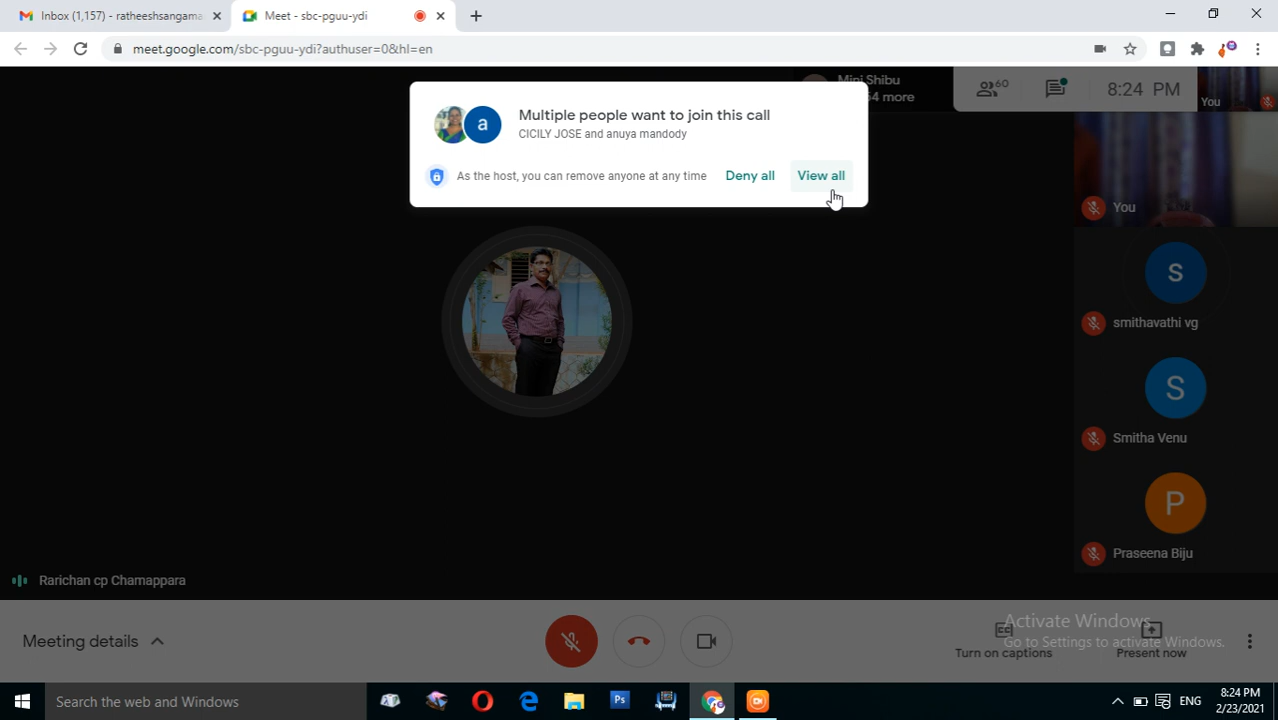 Inbox (1,157) - ratheeshsangama
Meet - sbc-pguu-ydi
meet.google.com/sbc-pguu-ydi?authuser=0&hl=en
Mini Shibu
54 more
60
8:24 PM
You
Multiple people want to join this call
a
CICILY JOSE and anuya mandody
As the host, you can remove anyone at any time
Deny all
View all
You
s
smithavathi vg
S
Smitha Venu
P
Praseena Biju
Rarichan cp Chamappara
Meeting details
Turn on captions
Present now
Activate Windows
Go to Settings to activate Windows.
Search the web and Windows
Ps
ENG
8:24 PM
2/23/2021